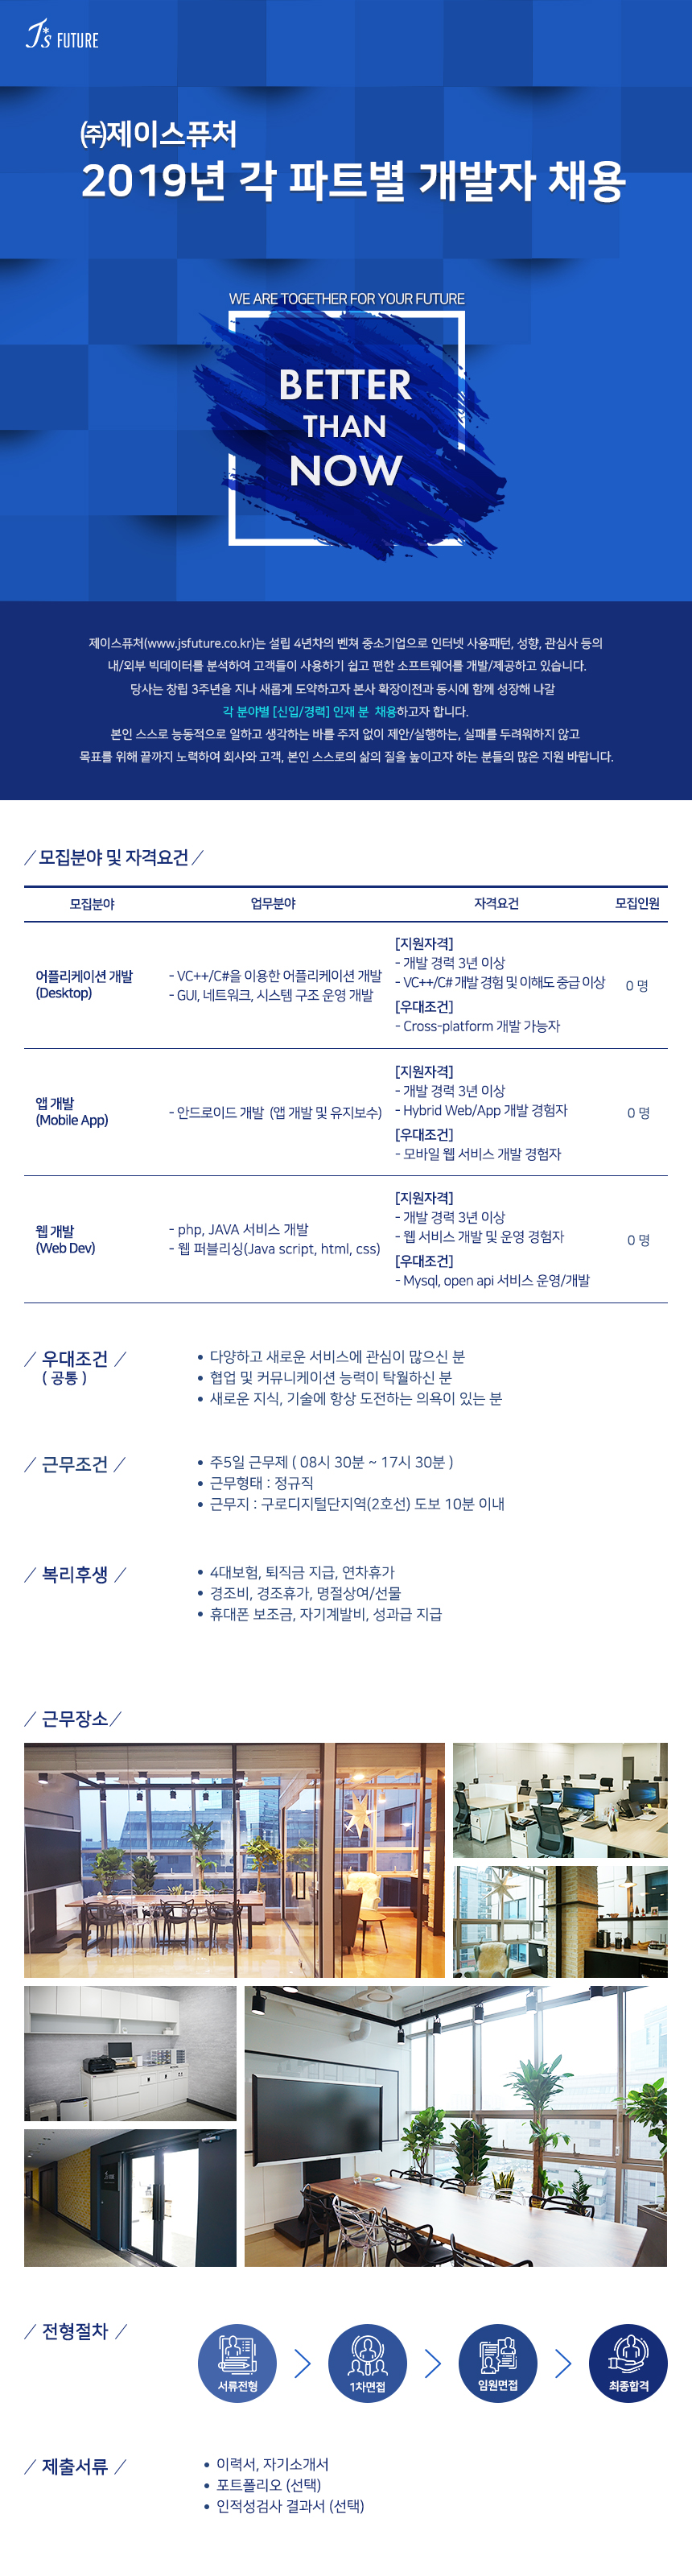 J's FUTURE
㈜제이스퓨처
2019년 각 파트별 개발자 채용
WE ARE TOGETHER FOR YOUR FUTURE
BETTER
THAN
NOW
제이스퓨처(www.jsfuture.co.kr)는 설립 4년차의 벤쳐 중소기업으로 인터넷 사용패턴, 성향, 관심사 등의
내/외부 빅데이터를 분석하여 고객들이 사용하기 쉽고 편한 소프트웨어를 개발/제공하고 있습니다.
당사는 창립 3주년을 지나 새롭게 도약하고자 본사 확장이전과 동시에 함께 성장해 나갈
각 분야별 [신입/경력] 인재 분 채용하고자 합니다.
본인 스스로 능동적으로 일하고 생각하는 바를 주저 없이 제안/실행하는, 실패를 두려워하지 않고
목표를 위해 끝까지 노력하여 회사와 고객, 본인 스스로의 삶의 질을 높이고자 하는 분들의 많은 지원 바랍니다.
/ 모집분야 및 자격요건 /
모집분야 업무분야 자격요건 모집인원
어플리케이션 개발
(Desktop)
- VC++/C#을 이용한 어플리케이션 개발
- GUI, 네트워크, 시스템 구조 운영 개발
[지원자격]
- 개발 경력 3년 이상
- VC++/C# 개발 경험 및 이해도 중급 이상
[우대조건]
- Cross-platform 개발 가능자
0 명
앱 개발
(Mobile App)
- 안드로이드 개발 (앱 개발 및 유지보수)
[지원자격]
- 개발 경력 3년 이상
- Hybrid Web/App 개발 경험자
[우대조건]
- 모바일 웹 서비스 개발 경험자
0 명
웹 개발
(Web Dev)
- php, JAVA 서비스 개발
- 웹 퍼블리싱(Java script, html, css)
[지원자격]
- 개발 경력 3년 이상
- 웹 서비스 개발 및 운영 경험자
[우대조건]
- Mysql, open api 서비스 운영/개발
0 명
/ 우대조건 /
( 공통 )
• 다양하고 새로운 서비스에 관심이 많으신 분
• 협업 및 커뮤니케이션 능력이 탁월하신 분
• 새로운 지식, 기술에 항상 도전하는 의욕이 있는 분
/ 근무조건 /
• 주5일 근무제 ( 08시 30분 ~ 17시 30분 )
• 근무형태 : 정규직
• 근무지 : 구로디지털단지역(2호선) 도보 10분 이내
/ 복리후생 /
• 4대보험, 퇴직금 지급, 연차휴가
• 경조비, 경조휴가, 명절상여/선물
• 휴대폰 보조금, 자기계발비, 성과급 지급
/ 근무장소 /
/ 전형절차 /
서류전형 > 1차면접 > 임원면접 > 최종합격
/ 제출서류 /
• 이력서, 자기소개서
• 포트폴리오 (선택)
• 인적성검사 결과서 (선택)